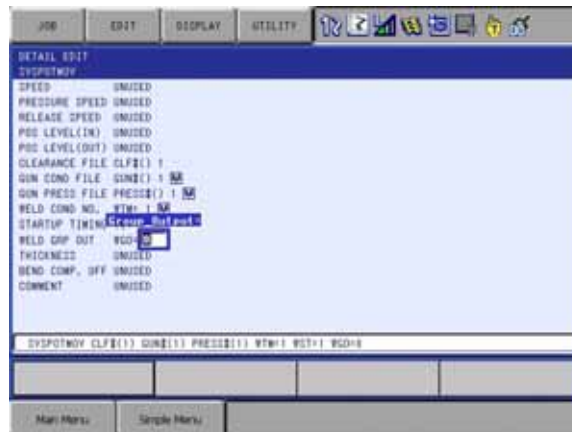 JOB EDIT DISPLAY UTILITY
DETAIL EDIT
SVSPOTMOV
SPEED UNUSED
PRESSURE SPEED UNUSED
RELEASE SPEED UNUSED
POS LEVEL(IN) UNUSED
POS LEVEL(OUT) UNUSED
CLEARANCE FILE CLF#() 1
GUN COND FILE GUN#() 1
GUN PRESS FILE PRESS#() 1
WELD COND NO. WTM= 1
STARTUP TIMING Group Output=
WELD GRP OUT WGO= 0
THICKNESS UNUSED
BEND COMP. OFF UNUSED
COMMENT UNUSED
SVSPOTMOV CLF#(1) GUN#(1) PRESS#(1) WTM=1 WST=1 WGO=0
Main Menu Simple Menu